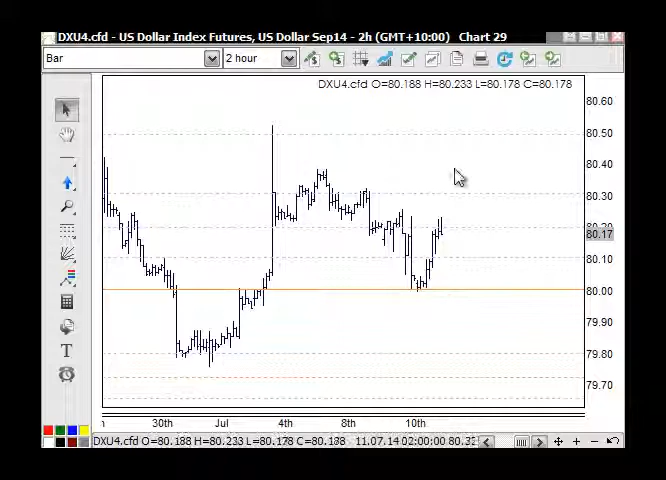 DXU4.cfd - US Dollar Index Futures, US Dollar Sep14 - 2h (GMT+10:00) Chart 29
Bar 2 hour
DXU4.cfd O=80.188 H=80.233 L=80.178 C=80.178
80.60
80.50
80.40
80.30
80.20
80.17
80.10
80.00
79.90
79.80
79.70
30th Jul 4th 8th 10th
T
DXU4.cfd O=80.188 H=80.233 L=80.178 C=80.178 11.07.14 02:00:00